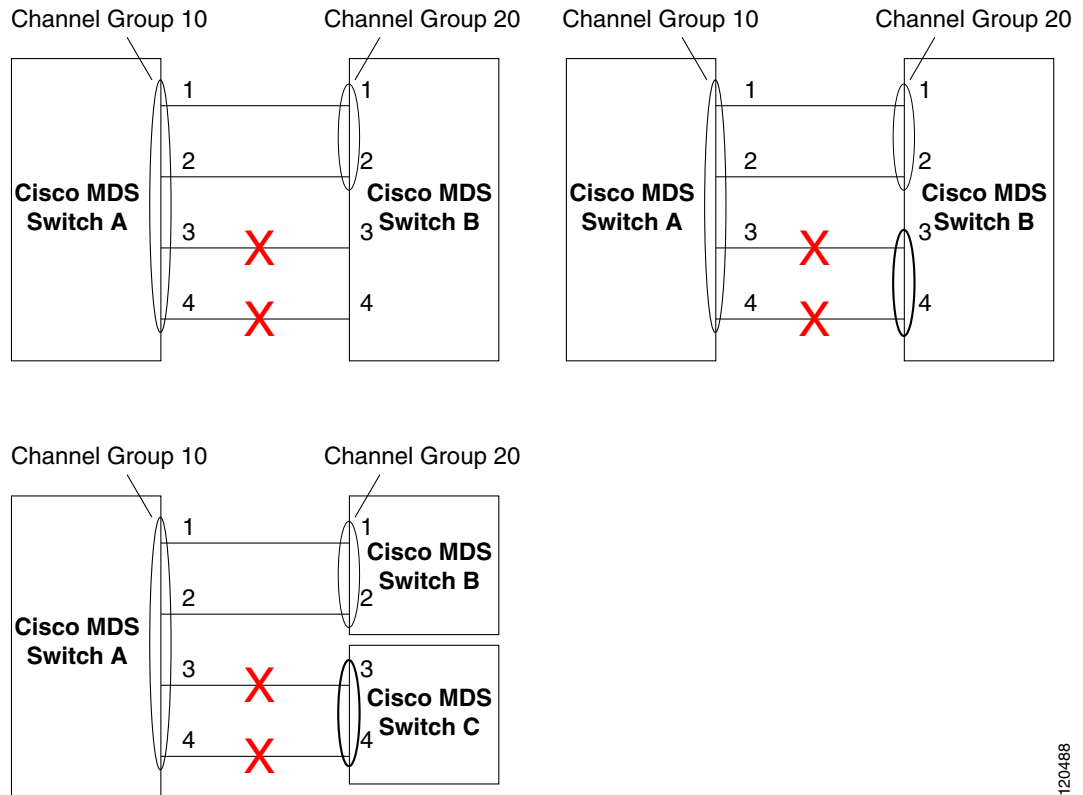 Channel Group 10
Channel Group 20
1
1
2
2
Cisco MDS
Switch A
Cisco MDS
Switch B
3
3
X
4
4
X
Channel Group 10
Channel Group 20
1
1
2
2
Cisco MDS
Switch A
Cisco MDS
Switch B
3
3
X
4
4
X
Channel Group 10
Channel Group 20
1
1
Cisco MDS
Switch B
2
2
Cisco MDS
Switch A
3
3
X
Cisco MDS
Switch C
4
4
X
120488